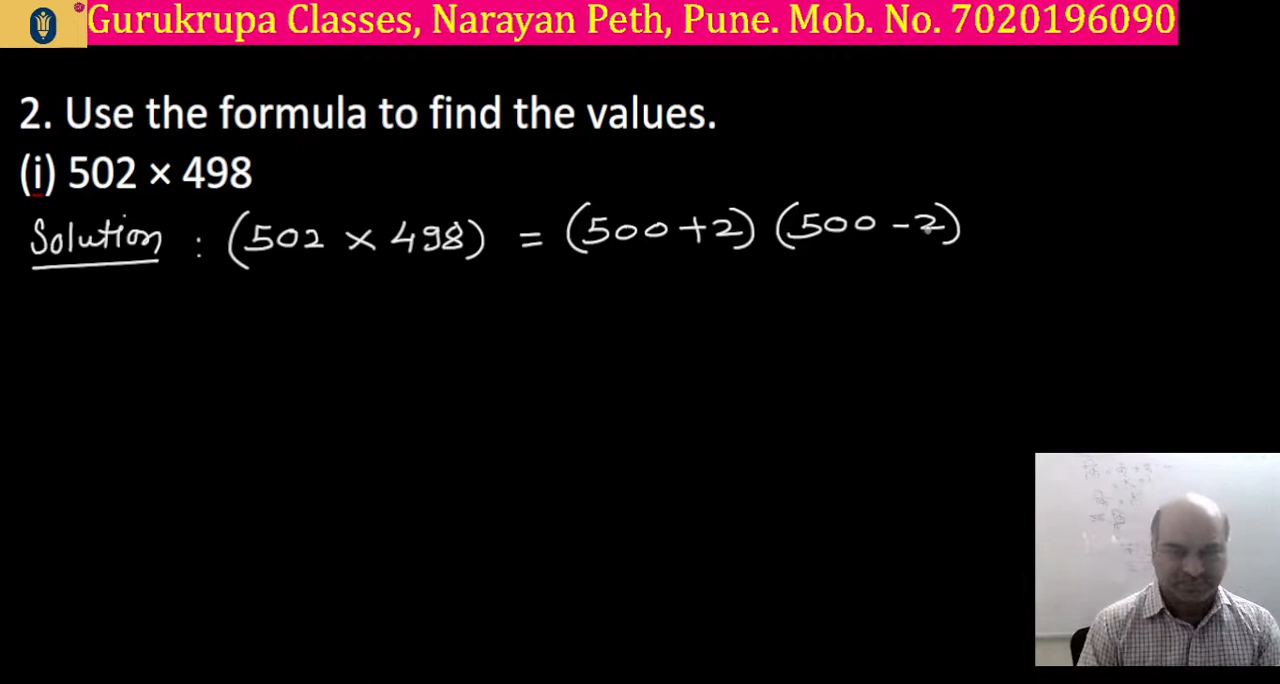 Gurukrupa Classes, Narayan Peth, Pune. Mob. No. 7020196090
2. Use the formula to find the values.
(i) 502 × 498
Solution : (502 × 498) = (500+2) (500-2)